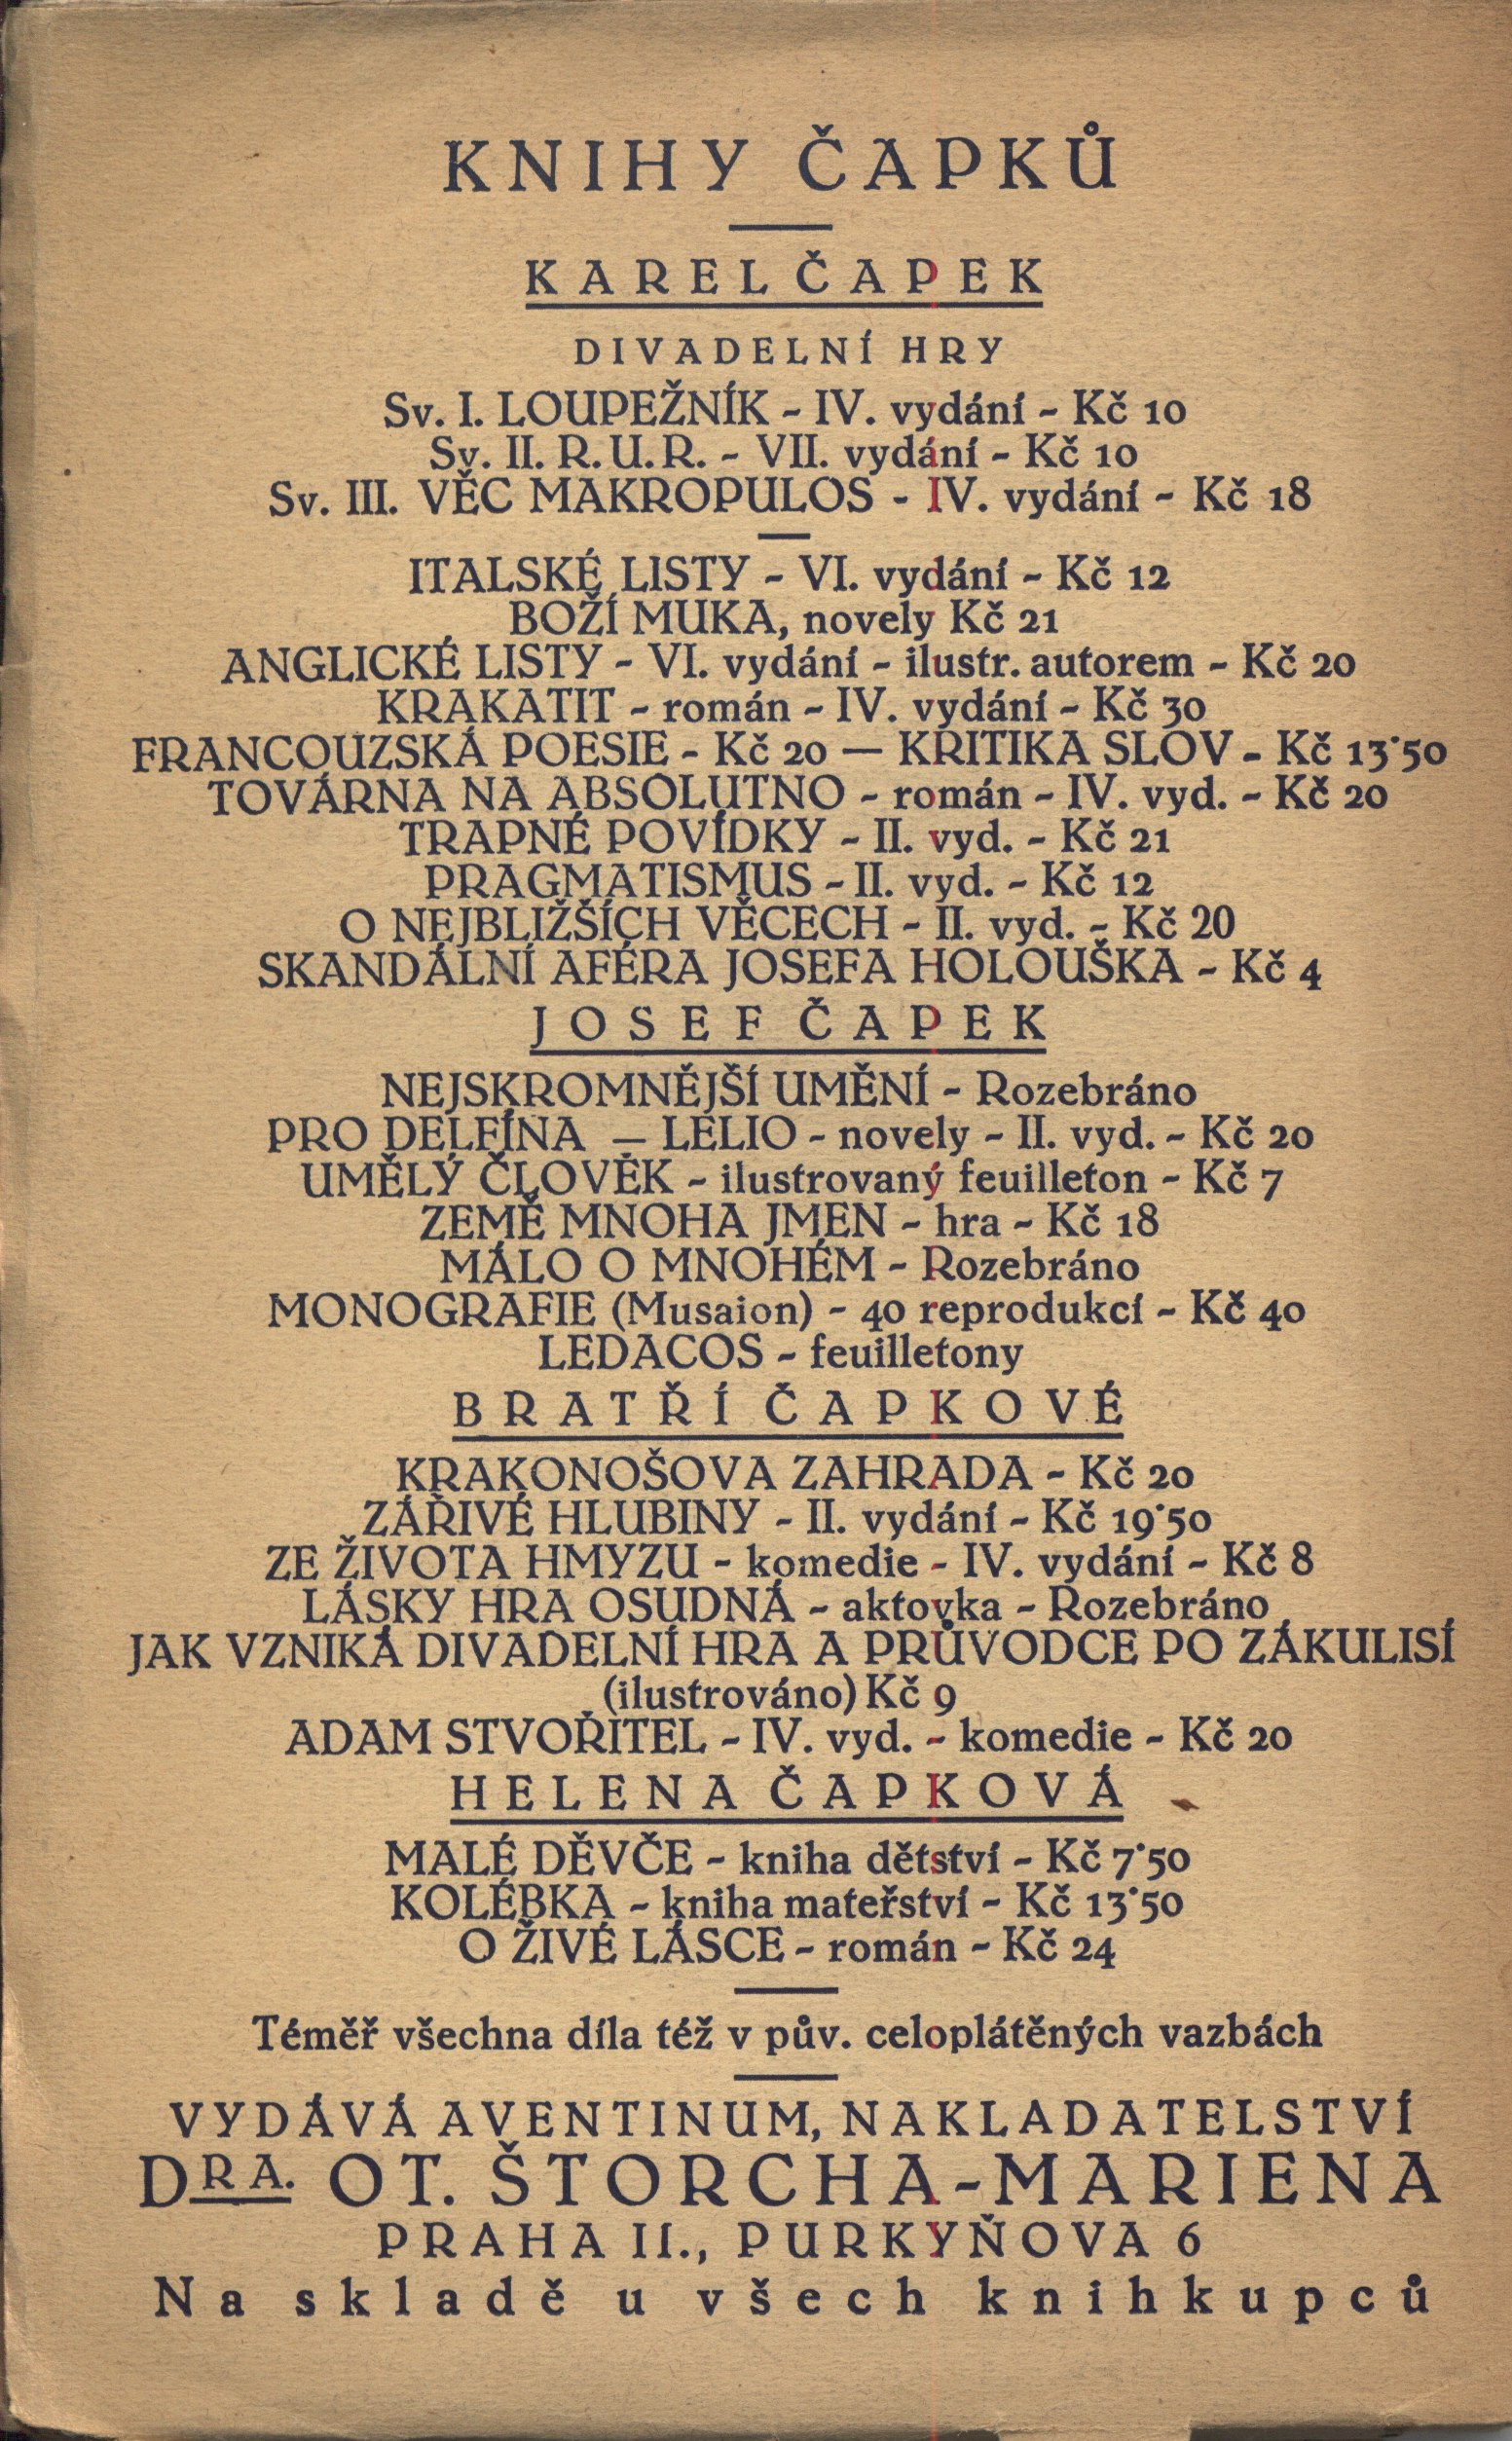 KNIHY ČAPKŮ
KAREL ČAPEK
DIVADELNÍ HRY
Sv. I. LOUPEŽNÍK - IV. vydání - Kč 10
Sv. II. R. U. R. - VII. vydání - Kč 10
Sv. III. VĚC MAKROPULOS - IV. vydání - Kč 18
ITALSKÉ LISTY - VI. vydání - Kč 12
BOŽÍ MUKA, novely Kč 21
ANGLICKÉ LISTY - VI. vydání - ilustr. autorem - Kč 20
KRAKATIT - román - IV. vydání - Kč 30
FRANCOUZSKÁ POESIE - Kč 20 — KRITIKA SLOV - Kč 13·50
TOVÁRNA NA ABSOLUTNO - román - IV. vyd. - Kč 20
TRAPNÉ POVÍDKY - II. vyd. - Kč 21
PRAGMATISMUS - II. vyd. - Kč 12
O NEJBLIŽŠÍCH VĚCECH - II. vyd. - Kč 20
SKANDÁLNÍ AFÉRA JOSEFA HOLOUŠKA - Kč 4
JOSEF ČAPEK
NEJSKROMNĚJŠÍ UMĚNÍ - Rozebráno
PRO DELFÍNA — LELIO - novely - II. vyd. - Kč 20
UMĚLÝ ČLOVĚK - ilustrovaný feuilleton - Kč 7
ZEMĚ MNOHA JMEN - hra - Kč 18
MÁLO O MNOHÉM - Rozebráno
MONOGRAFIE (Musaion) - 40 reprodukcí - Kč 40
LEDACOS - feuilletony
BRATŘÍ ČAPKOVÉ
KRAKONOŠOVA ZAHRADA - Kč 20
ZÁŘIVÉ HLUBINY - II. vydání - Kč 19·50
ZE ŽIVOTA HMYZU - komedie - IV. vydání - Kč 8
LÁSKY HRA OSUDNÁ - aktovka - Rozebráno
JAK VZNIKÁ DIVADELNÍ HRA A PRŮVODCE PO ZÁKULISÍ
(ilustrováno) Kč 9
ADAM STVOŘITEL - IV. vyd. - komedie - Kč 20
HELENA ČAPKOVÁ
MALÉ DĚVČE - kniha dětství - Kč 7·50
KOLÉBKA - kniha mateřství - Kč 13·50
O ŽIVÉ LÁSCE - román - Kč 24
Téměř všechna díla též v pův. celoplátěných vazbách
VYDÁVÁ AVENTINUM, NAKLADATELSTVÍ
DRA. OT. ŠTORCHA-MARIENA
PRAHA II., PURKYŇOVA 6
Na skladě u všech knihkupců